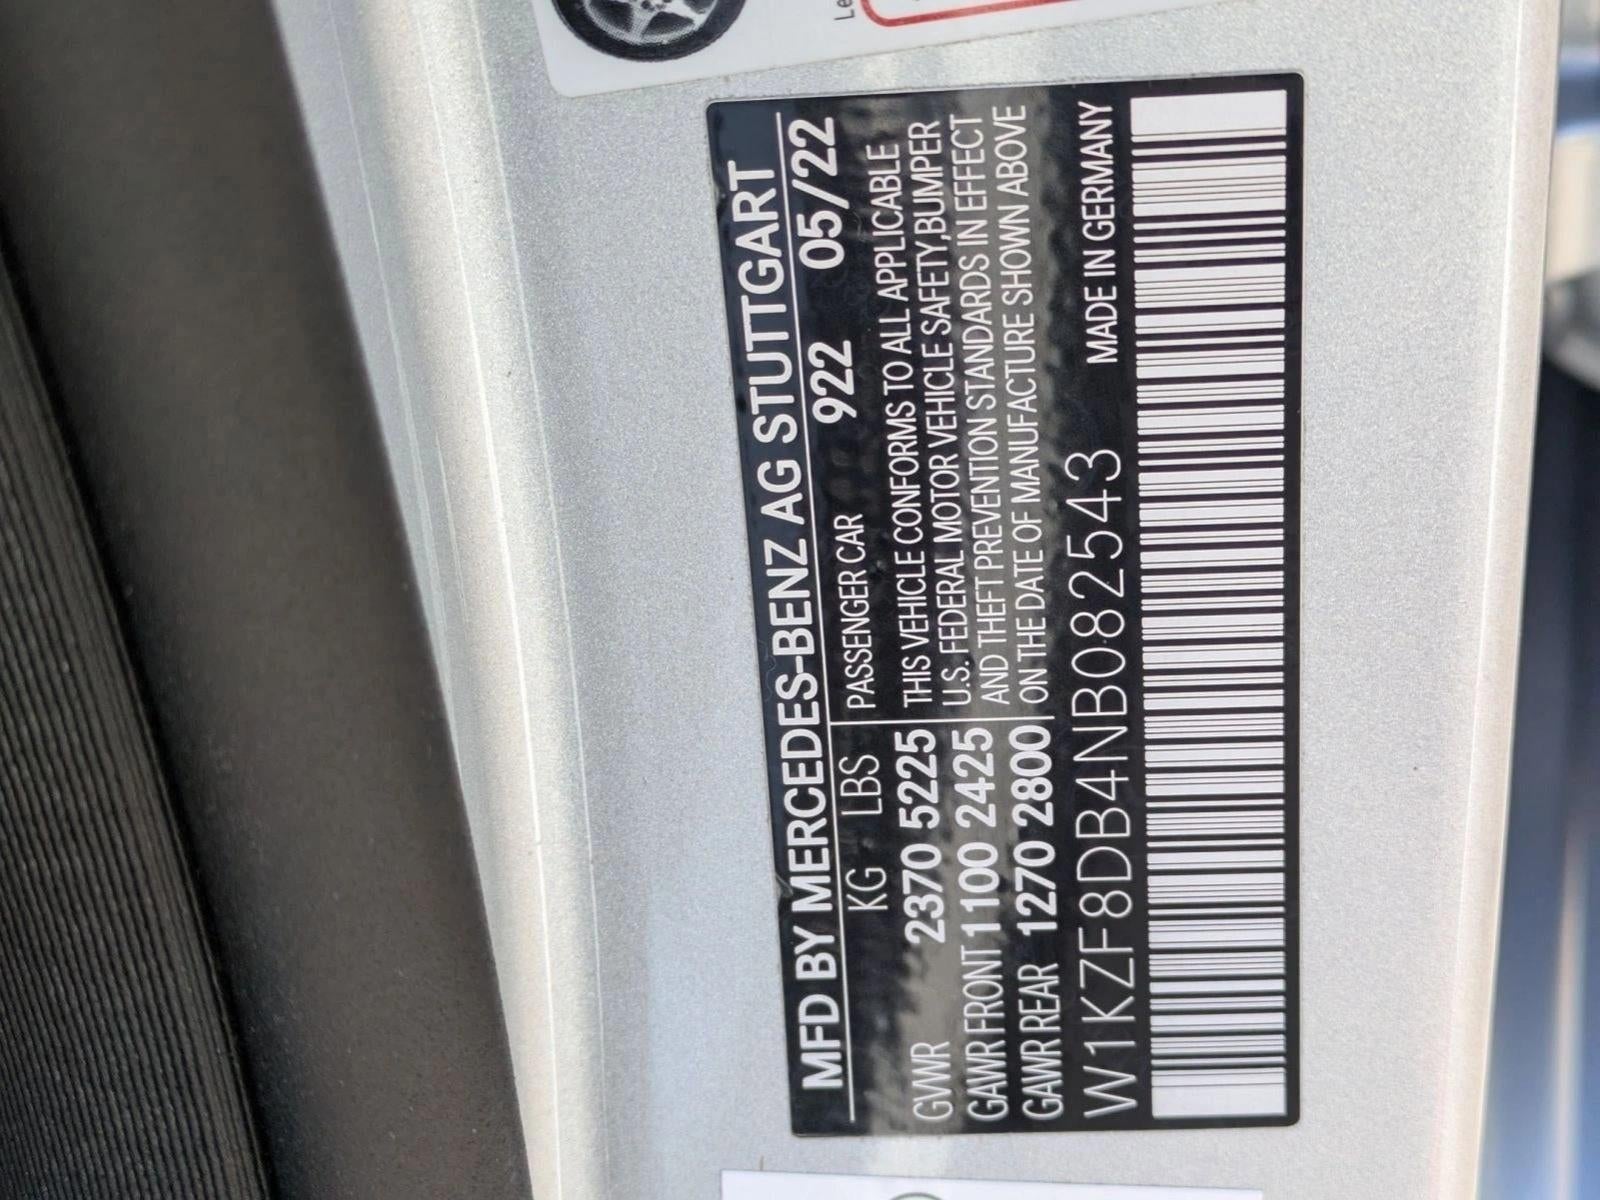 MFD BY MERCEDES-BENZ AG STUTTGART
KG LBS PASSENGER CAR 922 05/22
GVWR 2370 5225 THIS VEHICLE CONFORMS TO ALL APPLICABLE
U.S. FEDERAL MOTOR VEHICLE SAFETY,BUMPER
GAWR FRONT 1100 2425 AND THEFT PREVENTION STANDARDS IN EFFECT
GAWR REAR 1270 2800 ON THE DATE OF MANUFACTURE SHOWN ABOVE
W1KZF8DB4NB082543 MADE IN GERMANY